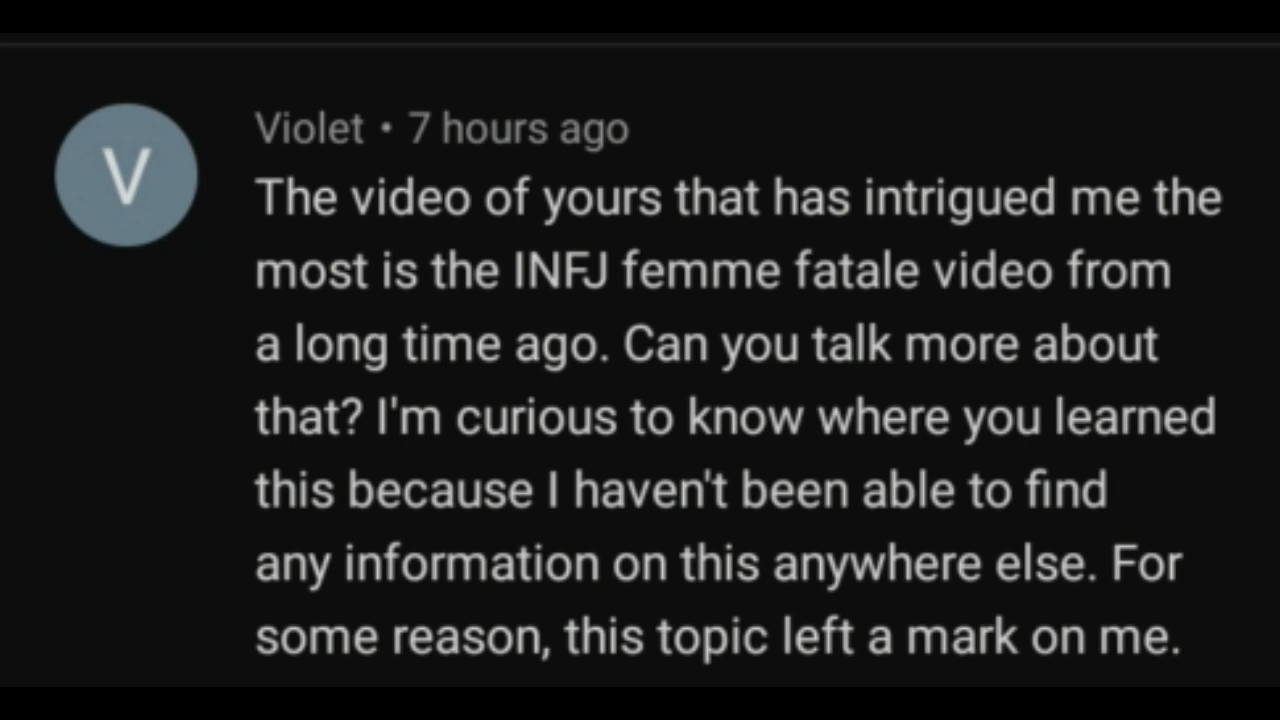 V
Violet • 7 hours ago
The video of yours that has intrigued me the
most is the INFJ femme fatale video from
a long time ago. Can you talk more about
that? I'm curious to know where you learned
this because I haven't been able to find
any information on this anywhere else. For
some reason, this topic left a mark on me.